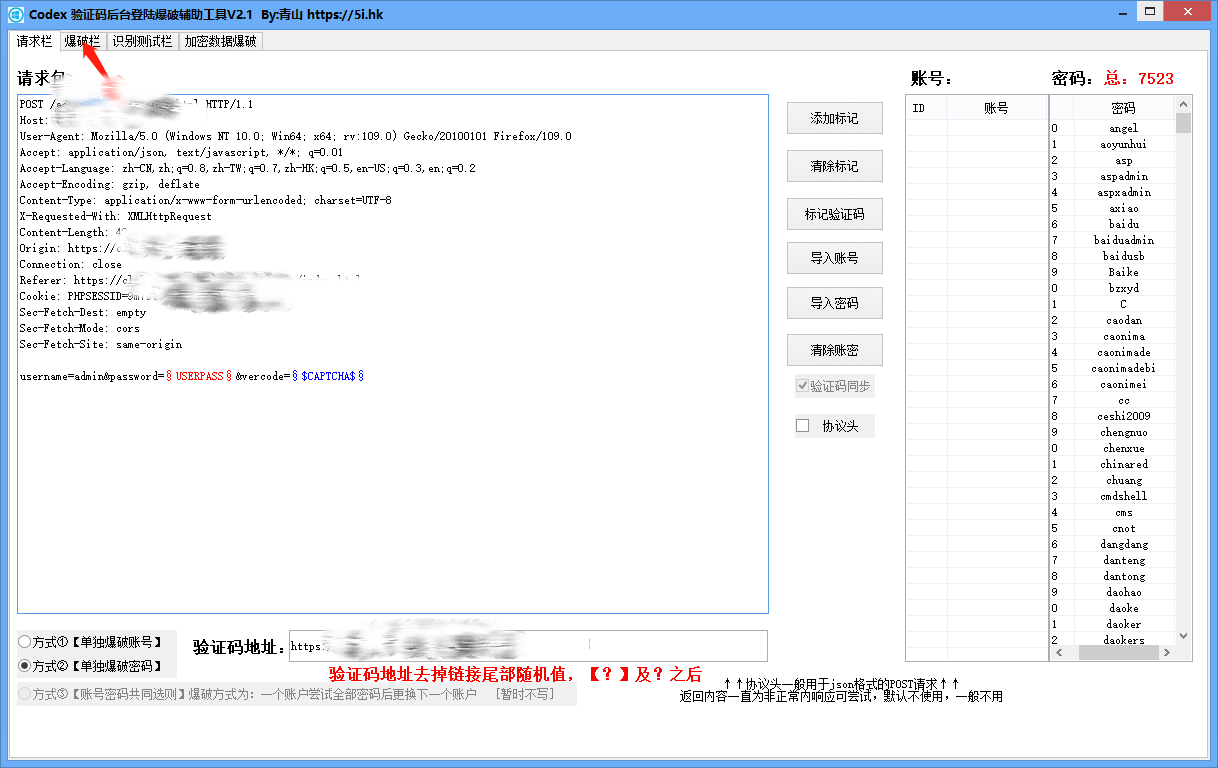 Codex 验证码后台登陆爆破辅助工具V2.1 By:青山 https://5i.hk
请求栏 爆破栏 识别测试栏 加密数据爆破
请求包:
POST / HTTP/1.1
Host:
User-Agent: Mozilla/5.0 (Windows NT 10.0; Win64; x64; rv:109.0) Gecko/20100101 Firefox/109.0
Accept: application/json, text/javascript, */*; q=0.01
Accept-Language: zh-CN,zh;q=0.8,zh-TW;q=0.7,zh-HK;q=0.5,en-US;q=0.3,en;q=0.2
Accept-Encoding: gzip, deflate
Content-Type: application/x-www-form-urlencoded; charset=UTF-8
X-Requested-With: XMLHttpRequest
Content-Length:
Origin: https://
Connection: close
Referer: https://
Cookie: PHPSESSID=
Sec-Fetch-Dest: empty
Sec-Fetch-Mode: cors
Sec-Fetch-Site: same-origin
username=admin&password=§USERPASS§&vercode=§$CAPTCHA$§
添加标记
清除标记
标记验证码
导入账号
导入密码
清除账密
验证码同步
协议头
账号:
ID 账号
密码: 总: 7523
密码
0 angel
1 aoyunhui
2 asp
3 aspadmin
4 aspxadmin
5 axiao
6 baidu
7 baiduadmin
8 baidusb
9 Baike
0 bzxyd
1 C
2 caodan
3 caonima
4 caonimade
5 caonimadebi
6 caonimei
7 cc
8 ceshi2009
9 chengnuo
0 chenxue
1 chinared
2 chuang
3 cmdshell
4 cms
5 cnot
6 dangdang
7 danteng
8 dantong
9 daohao
0 daoke
1 daoker
2 daokers
方式①【单独爆破账号】
方式②【单独爆破密码】
方式③【账号密码共同选叩】爆破方式为：一个账户尝试全部密码后更换下一个账户 [暂时不写]
验证码地址: https:
验证码地址去掉链接尾部随机值，【？】及？之后
↑↑协议头一般用于json格式的POST请求↑↑
返回内容一直为非正常内响应可尝试，默认不使用，一般不用